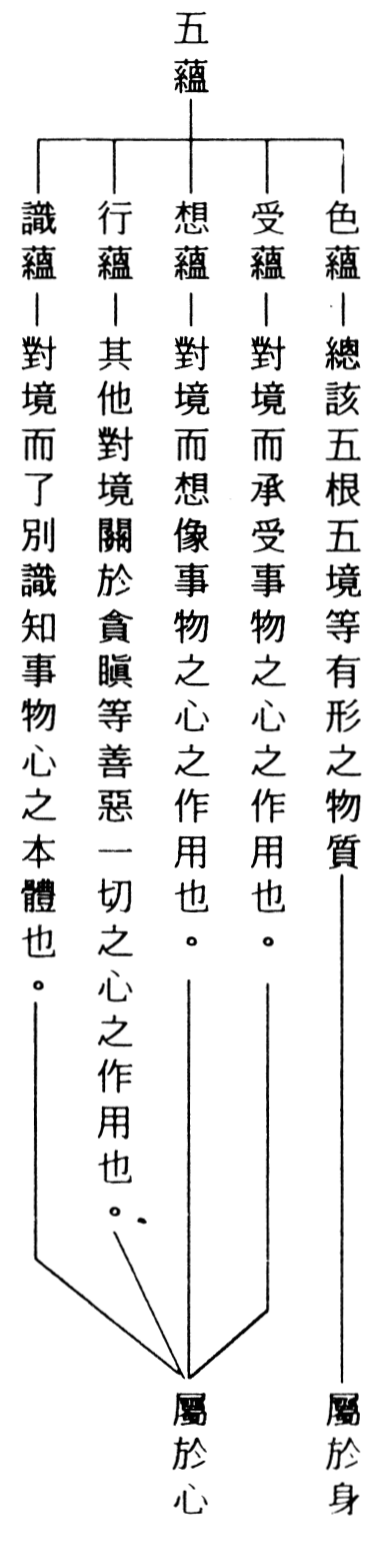 五蘊
色蘊 總該五根五境等有形之物質
受蘊 對境而承受事物之心之作用也。
想蘊 對境而想像事物之心之作用也。
行蘊 其他對境關於貪瞋等善惡一切之心之作用也。
識蘊 對境而了別識知事物心之本體也。
屬於身
屬於心